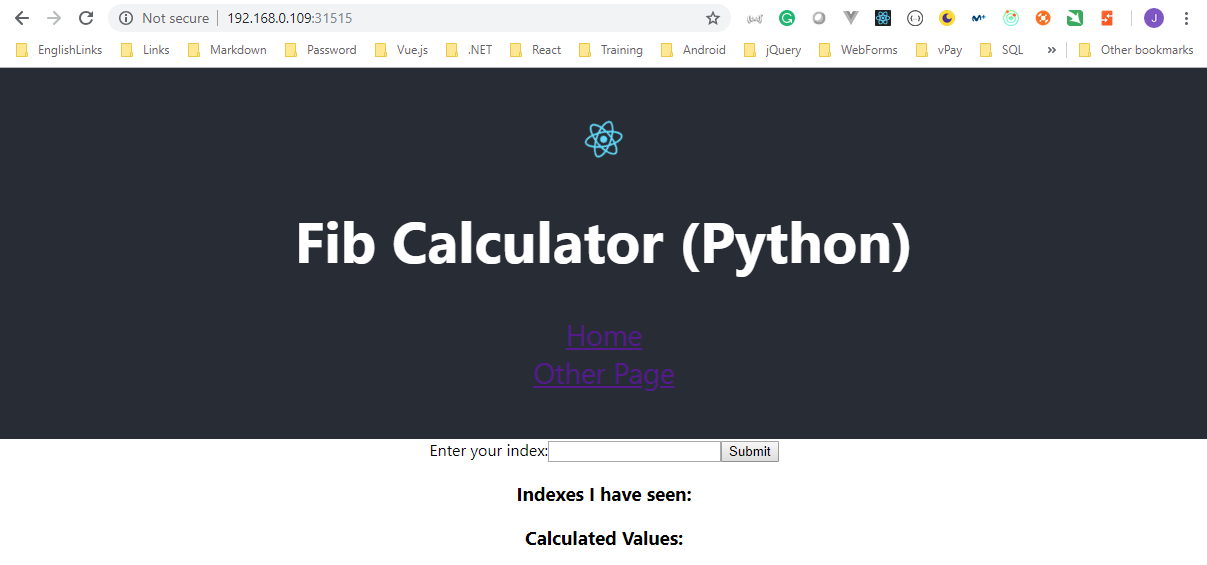 Not secure 192.168.0.109:31515
EnglishLinks Links Markdown Password Vue.js .NET React Training Android jQuery WebForms vPay SQL » Other bookmarks
Fib Calculator (Python)
Home
Other Page
Enter your index: Submit
Indexes I have seen:
Calculated Values: